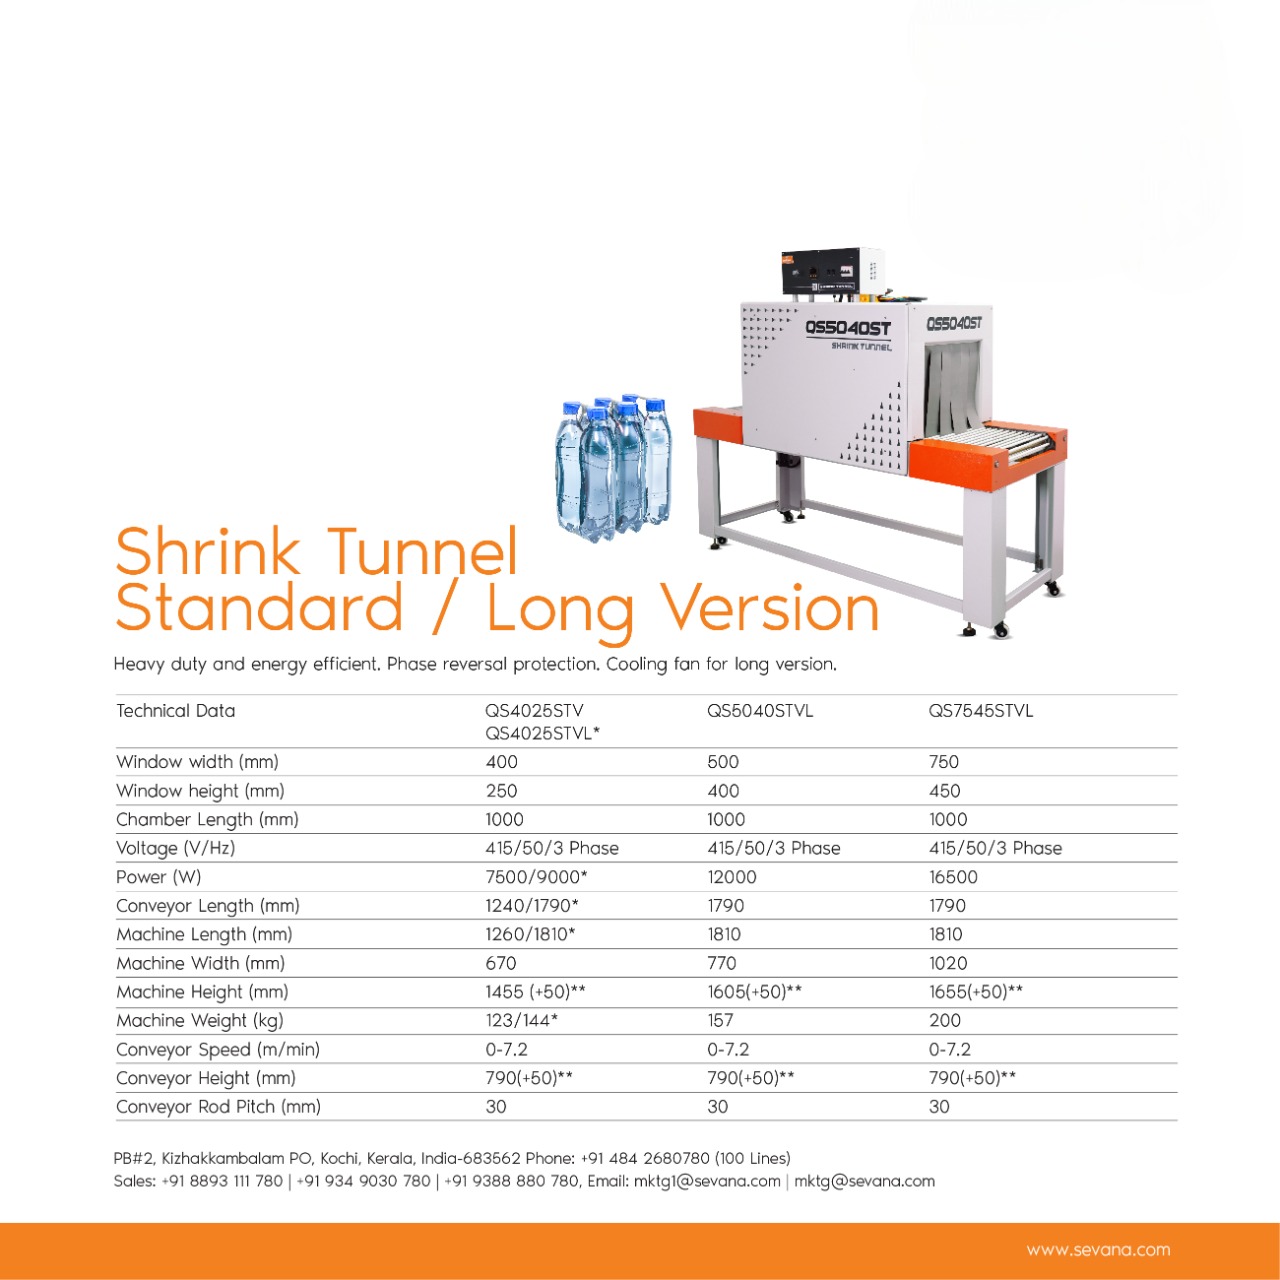 QS5040ST
SHRINK TUNNEL
QS5040ST
Shrink Tunnel
Standard / Long Version
Heavy duty and energy efficient. Phase reversal protection. Cooling fan for long version.
Technical Data QS4025STV QS5040STVL QS7545STVL
QS4025STVL*
Window width (mm) 400 500 750
Window height (mm) 250 400 450
Chamber Length (mm) 1000 1000 1000
Voltage (V/Hz) 415/50/3 Phase 415/50/3 Phase 415/50/3 Phase
Power (W) 7500/9000* 12000 16500
Conveyor Length (mm) 1240/1790* 1790 1790
Machine Length (mm) 1260/1810* 1810 1810
Machine Width (mm) 670 770 1020
Machine Height (mm) 1455 (+50)** 1605(+50)** 1655(+50)**
Machine Weight (kg) 123/144* 157 200
Conveyor Speed (m/min) 0-7.2 0-7.2 0-7.2
Conveyor Height (mm) 790(+50)** 790(+50)** 790(+50)**
Conveyor Rod Pitch (mm) 30 30 30
PB#2, Kizhakkambalam PO, Kochi, Kerala, India-683562 Phone: +91 484 2680780 (100 Lines)
Sales: +91 8893 111 780 | +91 934 9030 780 | +91 9388 880 780, Email: mktg1@sevana.com | mktg@sevana.com
www.sevana.com